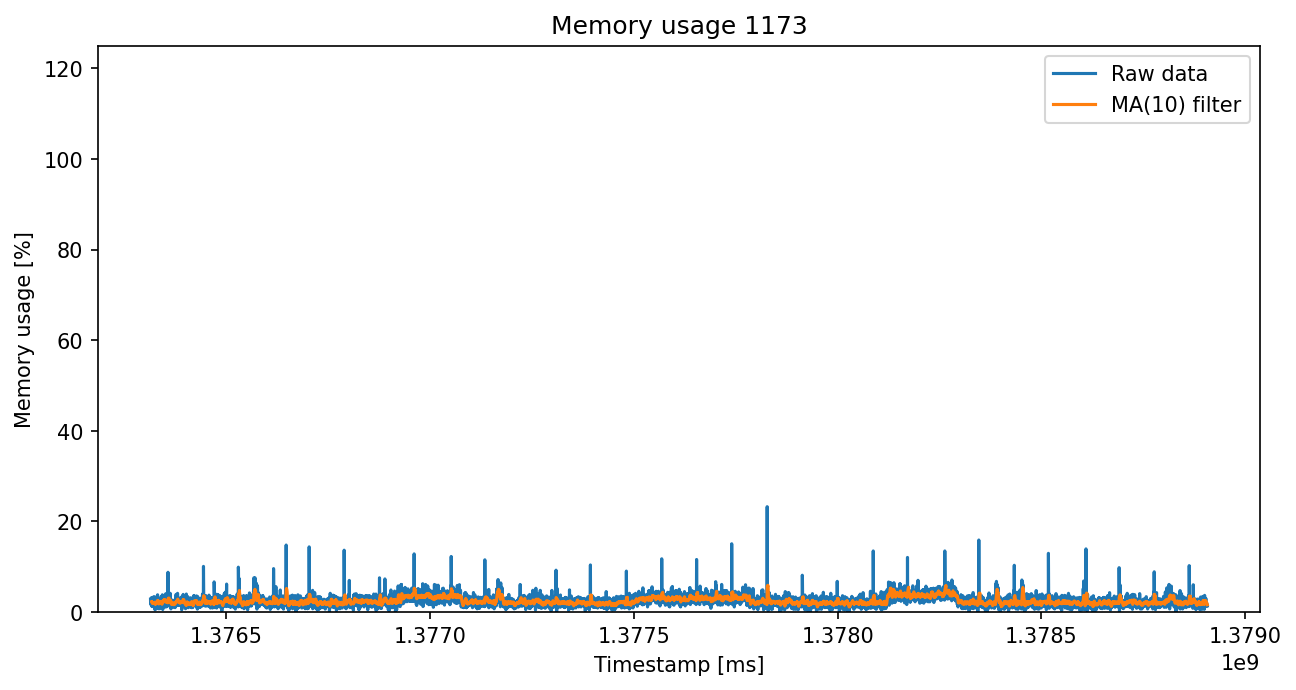 Memory usage 1173
Raw data
MA(10) filter
Memory usage [%]
120
100
80
60
40
20
0
1.3765 1.3770 1.3775 1.3780 1.3785 1.3790
1e9
Timestamp [ms]